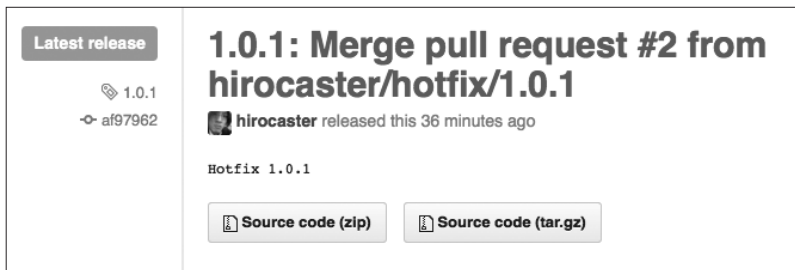 Latest release
1.0.1
af97962
1.0.1: Merge pull request #2 from
hirocaster/hotfix/1.0.1
hirocaster released this 36 minutes ago
Hotfix 1.0.1
Source code (zip)
Source code (tar.gz)